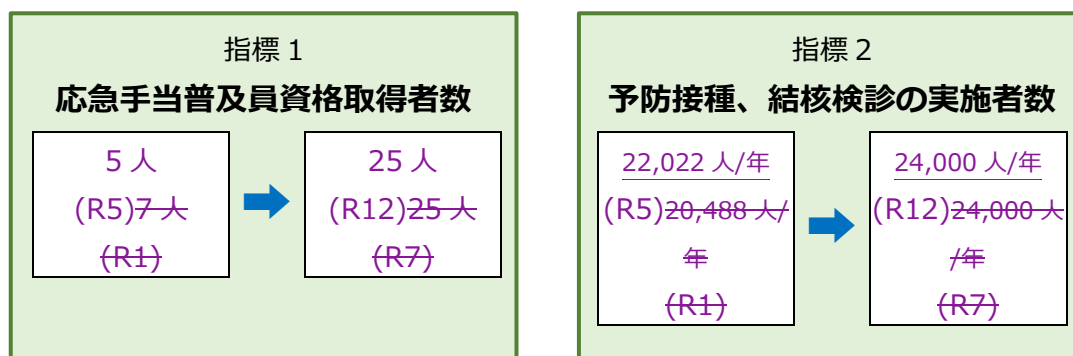 指標 1
応急手当普及員資格取得者数
5 人
(R5)7 人
(R1)
25 人
(R12)25 人
(R7)
指標 2
予防接種、結核検診の実施者数
22,022 人/年
(R5)20,488 人/
年
(R1)
24,000 人/年
(R12)24,000 人
/年
(R7)